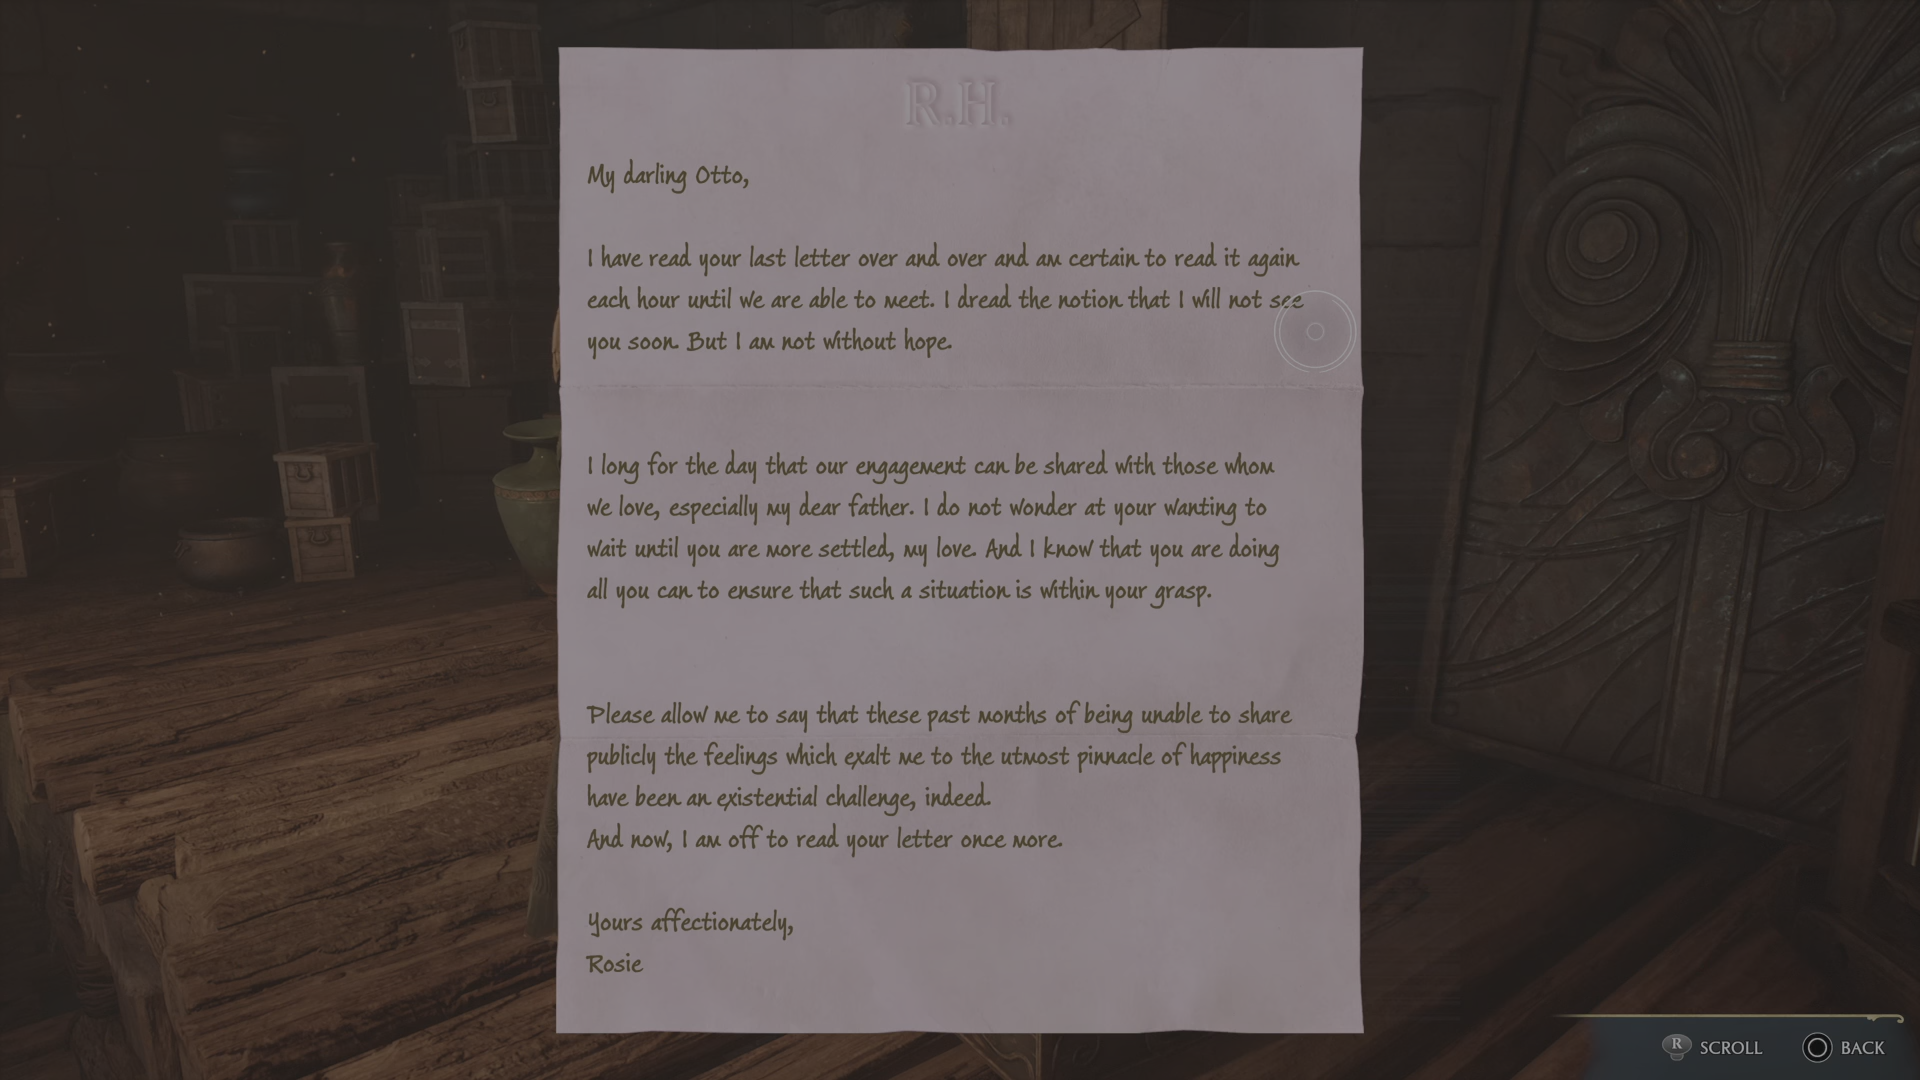 R.H.
My darling Otto,
I have read your last letter over and over and am certain to read it again
each hour until we are able to meet. I dread the notion that I will not see
you soon. But I am not without hope.
I long for the day that our engagement can be shared with those whom
we love, especially my dear father. I do not wonder at your wanting to
wait until you are more settled, my love. And I know that you are doing
all you can to ensure that such a situation is within your grasp.
Please allow me to say that these past months of being unable to share
publicly the feelings which exalt me to the utmost pinnacle of happiness
have been an existential challenge, indeed.
And now, I am off to read your letter once more.
Yours affectionately,
Rosie
R SCROLL BACK